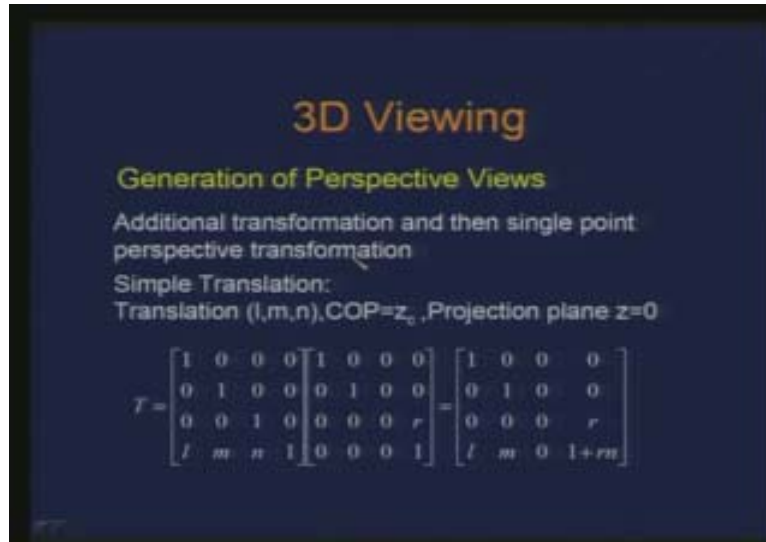 3D Viewing
Generation of Perspective Views
Additional transformation and then single point
perspective transformation
Simple Translation:
Translation (l,m,n),COP=z_c ,Projection plane z=0
T = [1 0 0 0; 0 1 0 0; 0 0 1 0; l m n 1] [1 0 0 0; 0 1 0 0; 0 0 0 r; 0 0 0 1] = [1 0 0 0; 0 1 0 0; 0 0 0 r; l m 0 1+rn]